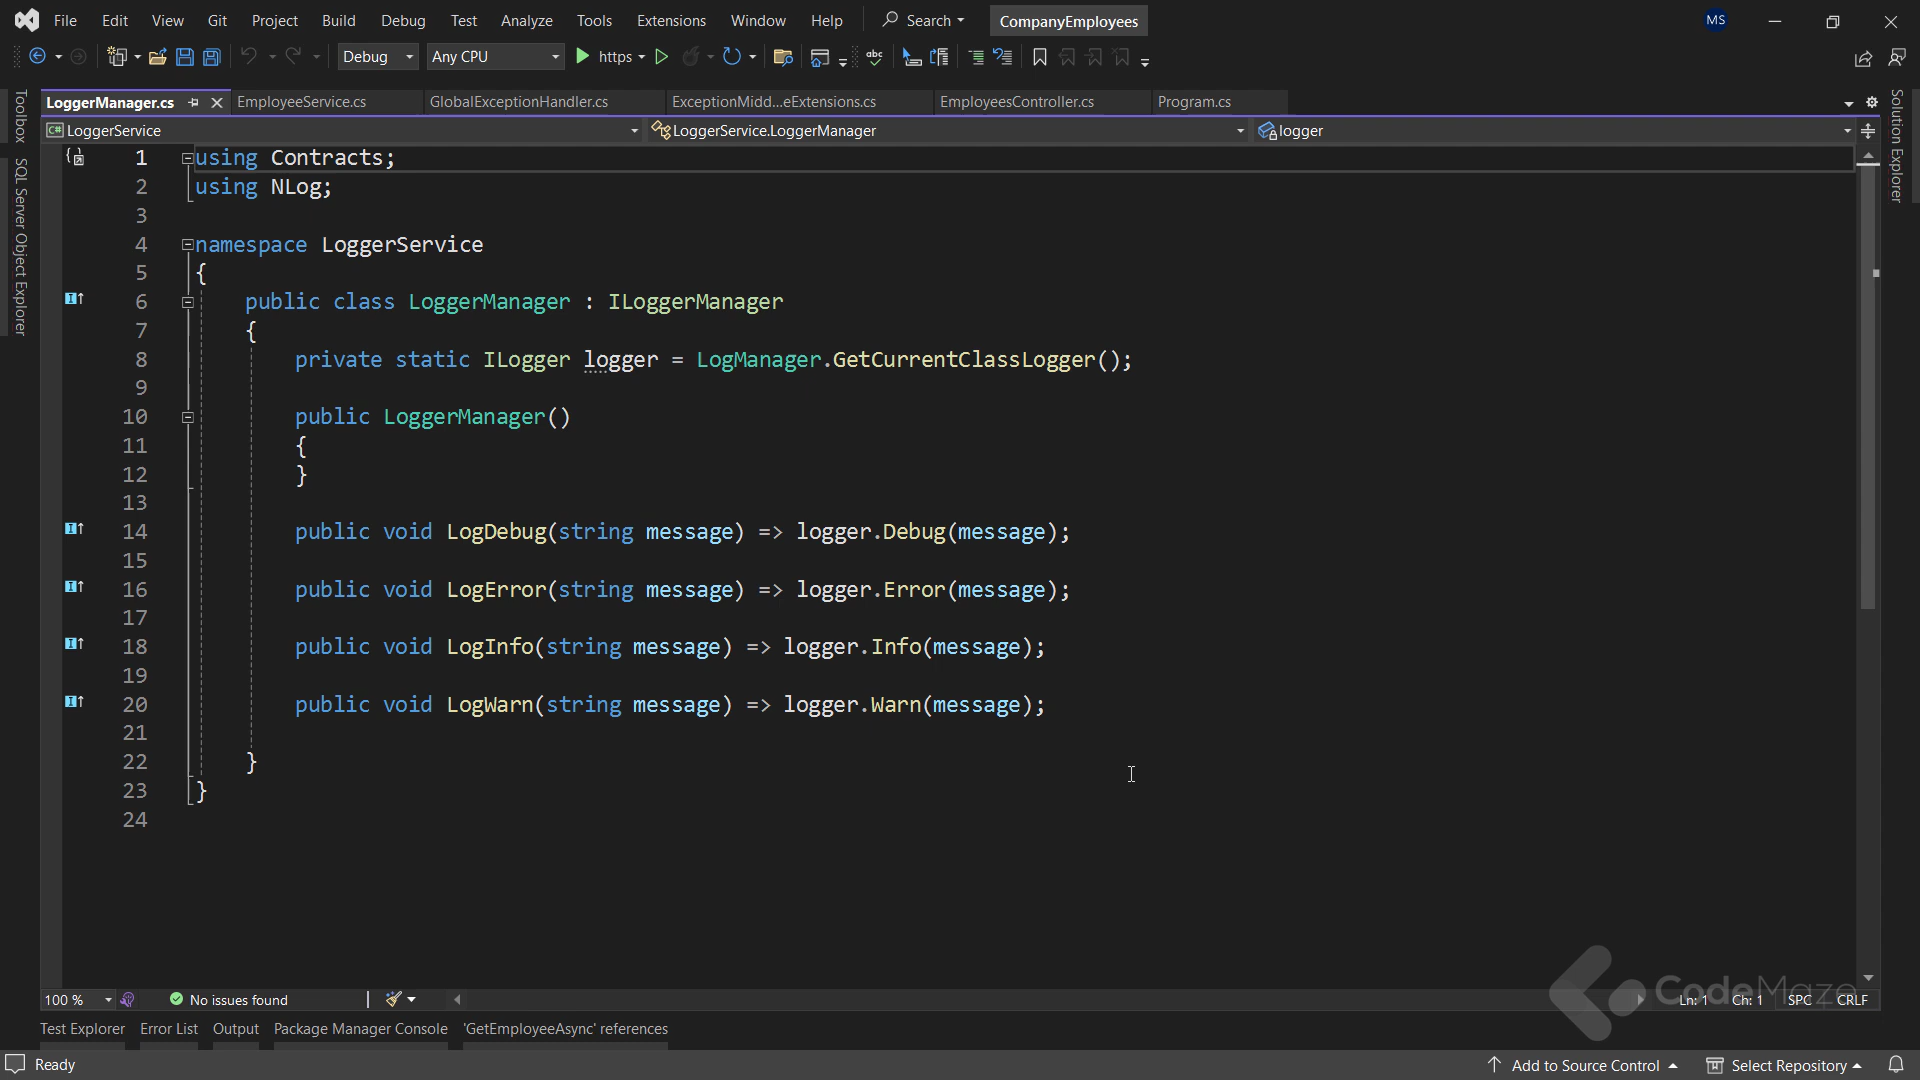 File Edit View Git Project Build Debug Test Analyze Tools Extensions Window Help Search CompanyEmployees MS
Debug Any CPU https abc
LoggerManager.cs EmployeeService.cs GlobalExceptionHandler.cs ExceptionMidd...eExtensions.cs EmployeesController.cs Program.cs
C# LoggerService LoggerService.LoggerManager logger
Toolbox
SQL Server Object Explorer
Solution Explorer
1 using Contracts;
2 using NLog;
3
4 namespace LoggerService
5 {
6 public class LoggerManager : ILoggerManager
7 {
8 private static ILogger logger = LogManager.GetCurrentClassLogger();
9
10 public LoggerManager()
11 {
12 }
13
14 public void LogDebug(string message) => logger.Debug(message);
15
16 public void LogError(string message) => logger.Error(message);
17
18 public void LogInfo(string message) => logger.Info(message);
19
20 public void LogWarn(string message) => logger.Warn(message);
21
22 }
23 }
24
100 % No issues found Ln: 1 Ch: 1 SPC CRLF
CodeMaze
Test Explorer Error List Output Package Manager Console 'GetEmployeeAsync' references
Ready Add to Source Control Select Repository